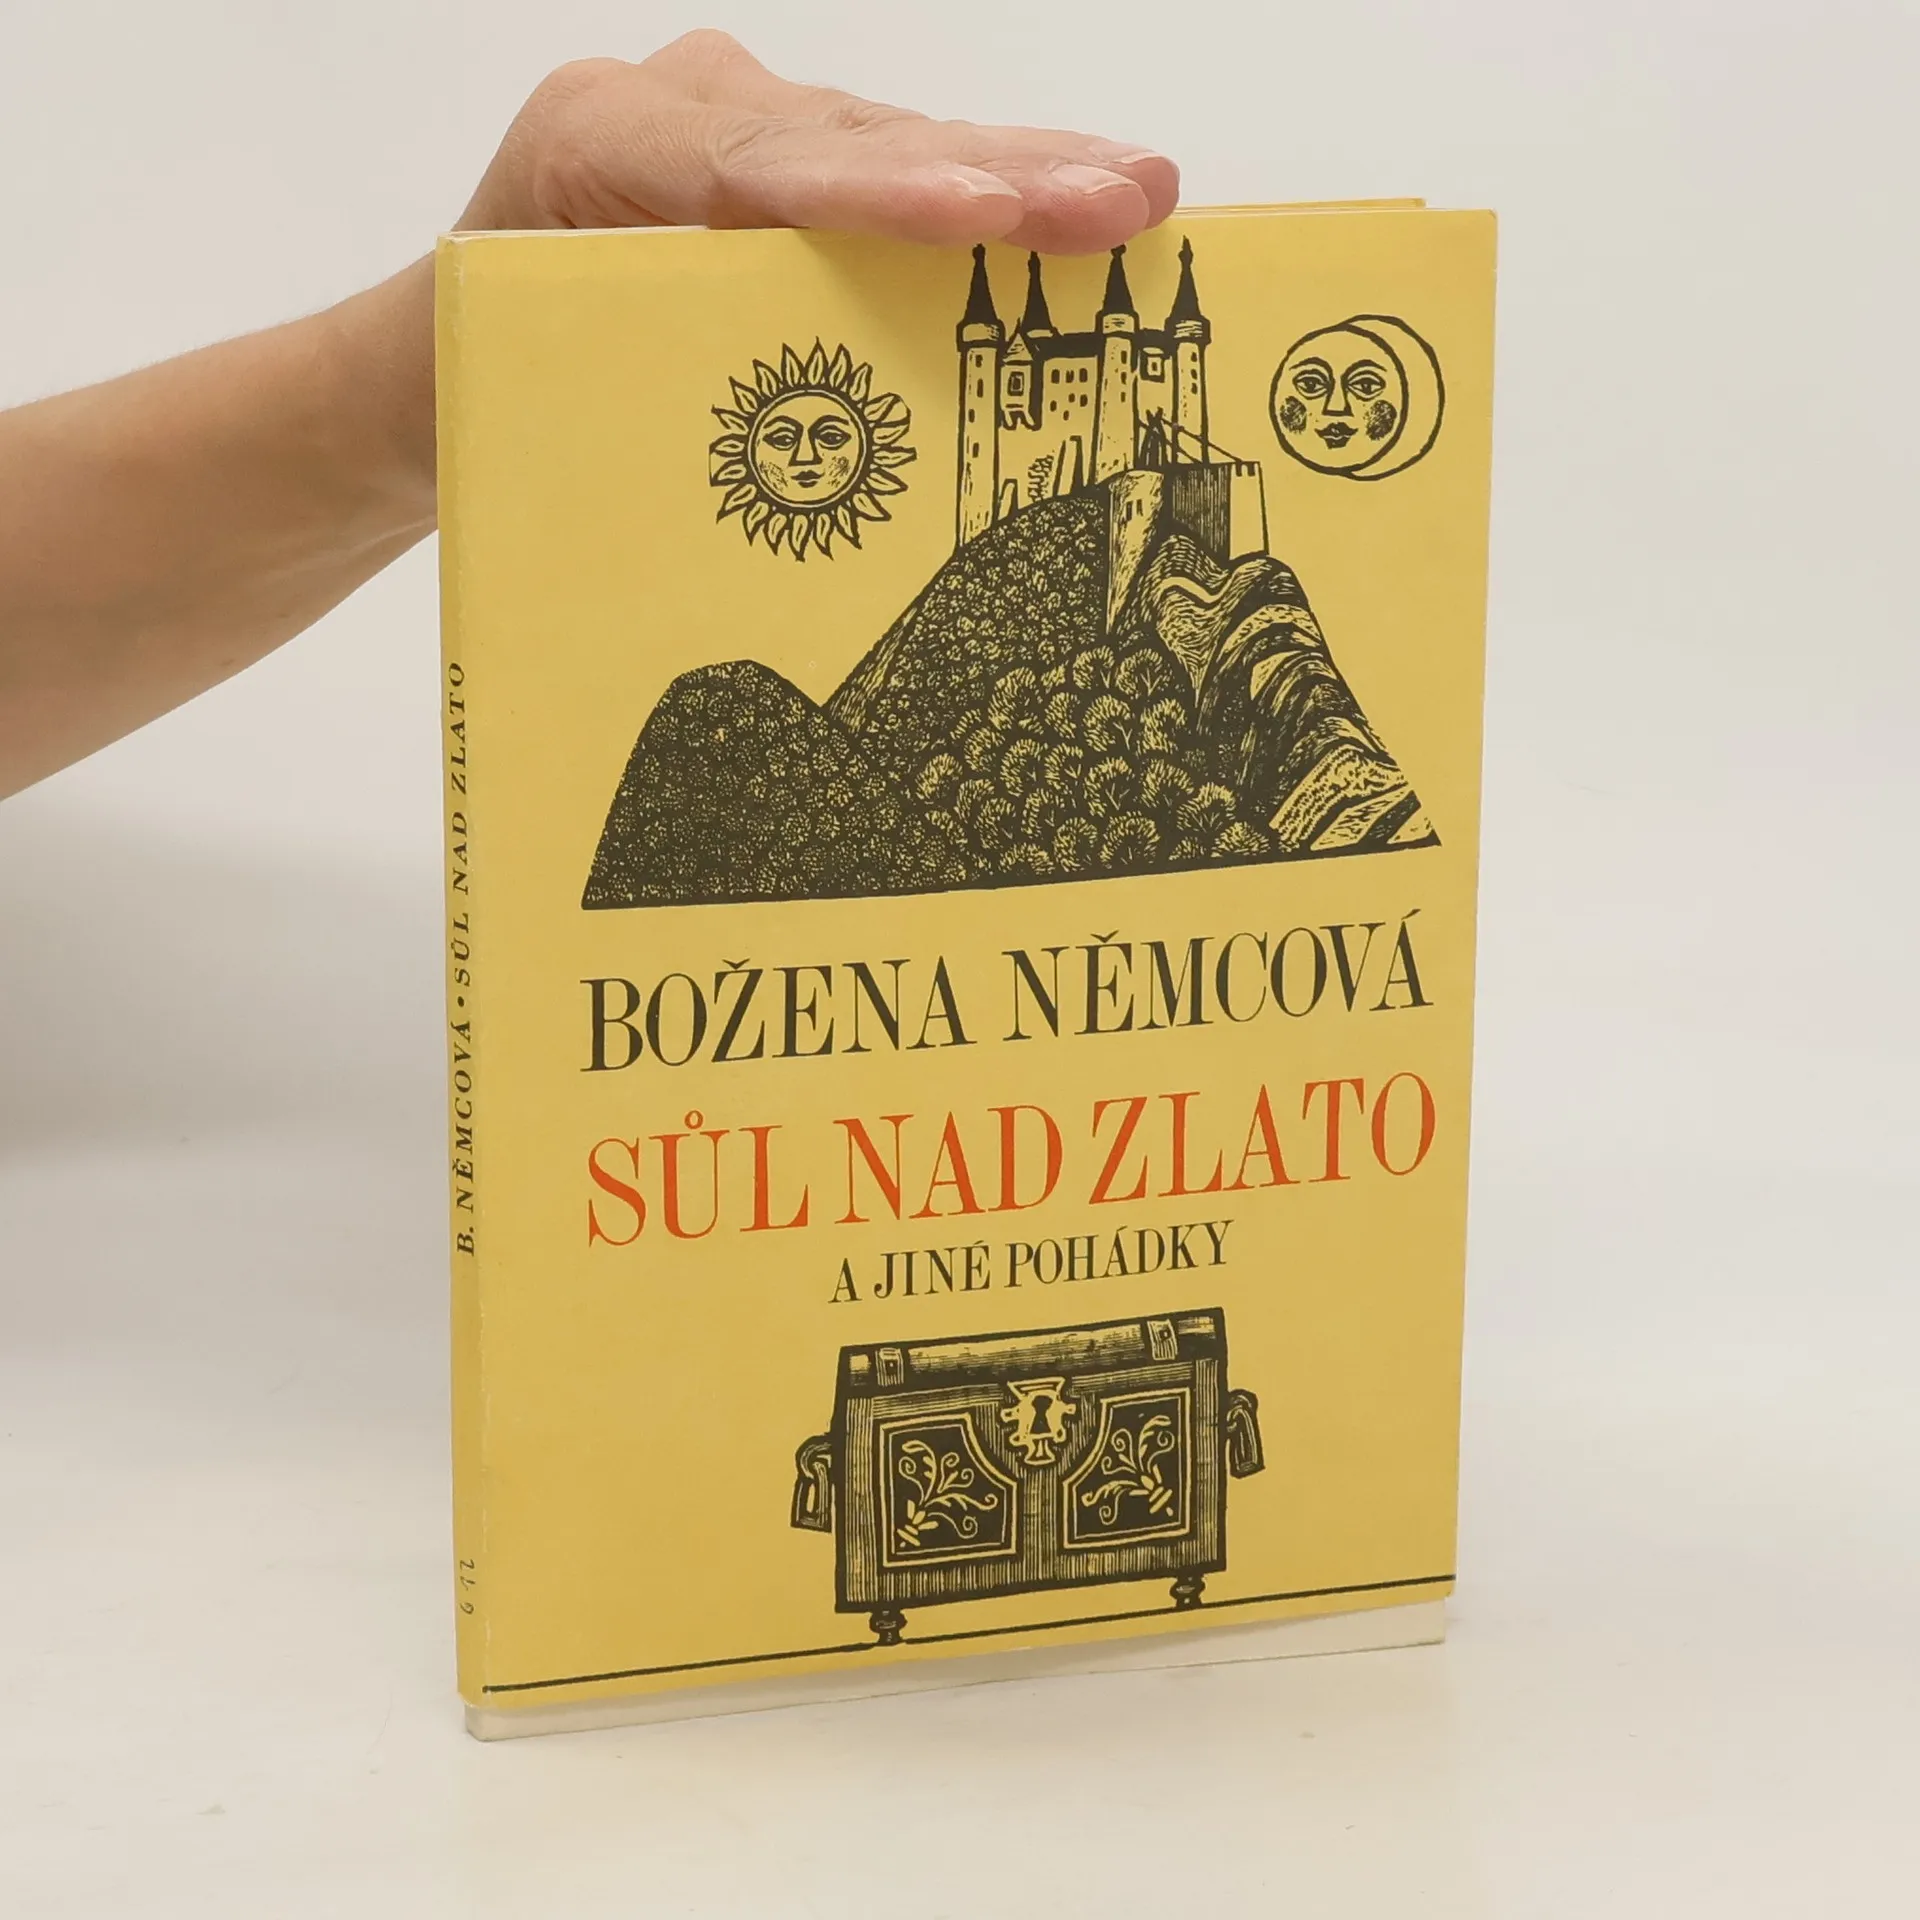 BOŽENA NĚMCOVÁ
SŮL NAD ZLATO
A JINÉ POHÁDKY
B. NĚMCOVÁ • SŮL NAD ZLATO